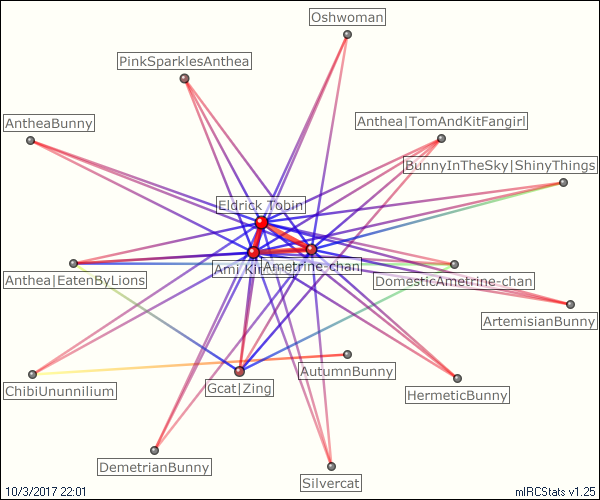 Oshwoman
PinkSparklesAnthea
AntheaBunny
Anthea|TomAndKitFangirl
BunnyInTheSky|ShinyThings
Eldrick Tobin
Ami
Ametrine-chan
Anthea|EatenByLions
DomesticAmetrine-chan
ArtemisianBunny
AutumnBunny
ChibiUnunnilium
Gcat|Zing
HermeticBunny
DemetrianBunny
Silvercat
10/3/2017 22:01
mIRCStats v1.25